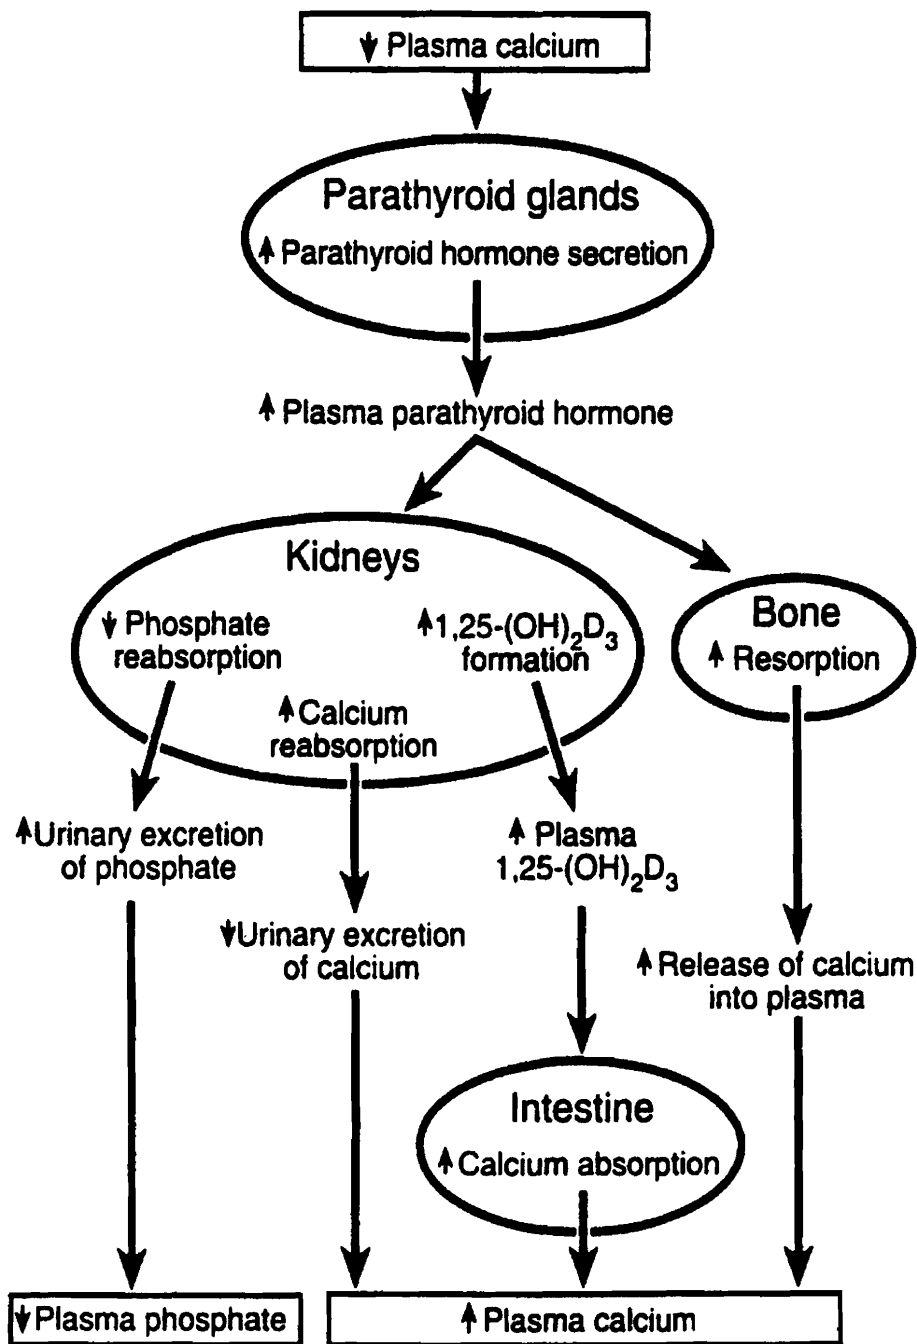 ↓ Plasma calcium
Parathyroid glands
↑ Parathyroid hormone secretion
↑ Plasma parathyroid hormone
Kidneys
↓ Phosphate
reabsorption
↑ Calcium
reabsorption
↑ 1,25-(OH)₂D₃
formation
Bone
↑ Resorption
↑ Urinary excretion
of phosphate
↓ Urinary excretion
of calcium
↑ Plasma
1,25-(OH)₂D₃
↑ Release of calcium
into plasma
Intestine
↑ Calcium absorption
↓ Plasma phosphate
↑ Plasma calcium